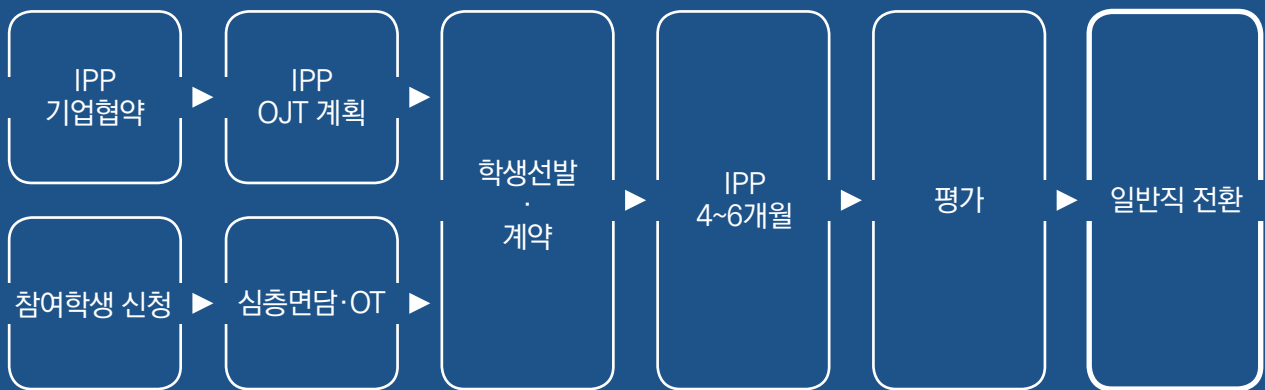 IPP
기업협약
IPP
OJT 계획
참여학생 신청
심층면담·OT
학생선발
·
계약
IPP
4~6개월
평가
일반직 전환